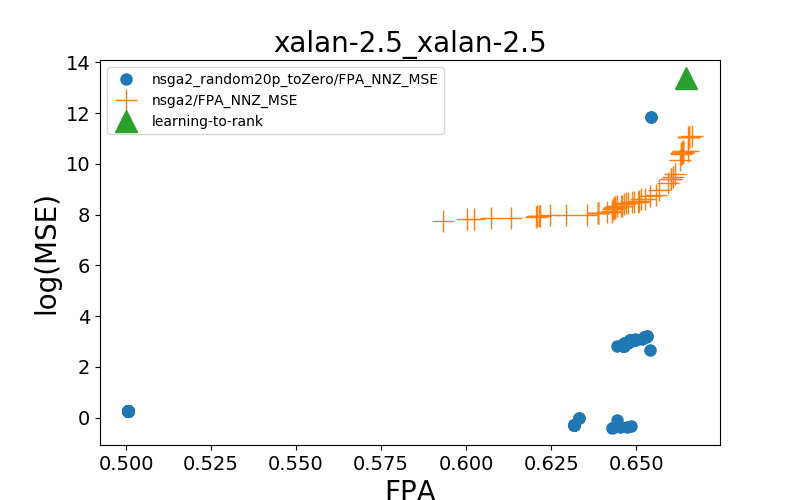 xalan-2.5_xalan-2.5
nsga2_random20p_toZero/FPA_NNZ_MSE
nsga2/FPA_NNZ_MSE
learning-to-rank
log(MSE)
14
12
10
8
6
4
2
0
0.500 0.525 0.550 0.575 0.600 0.625 0.650
FPA